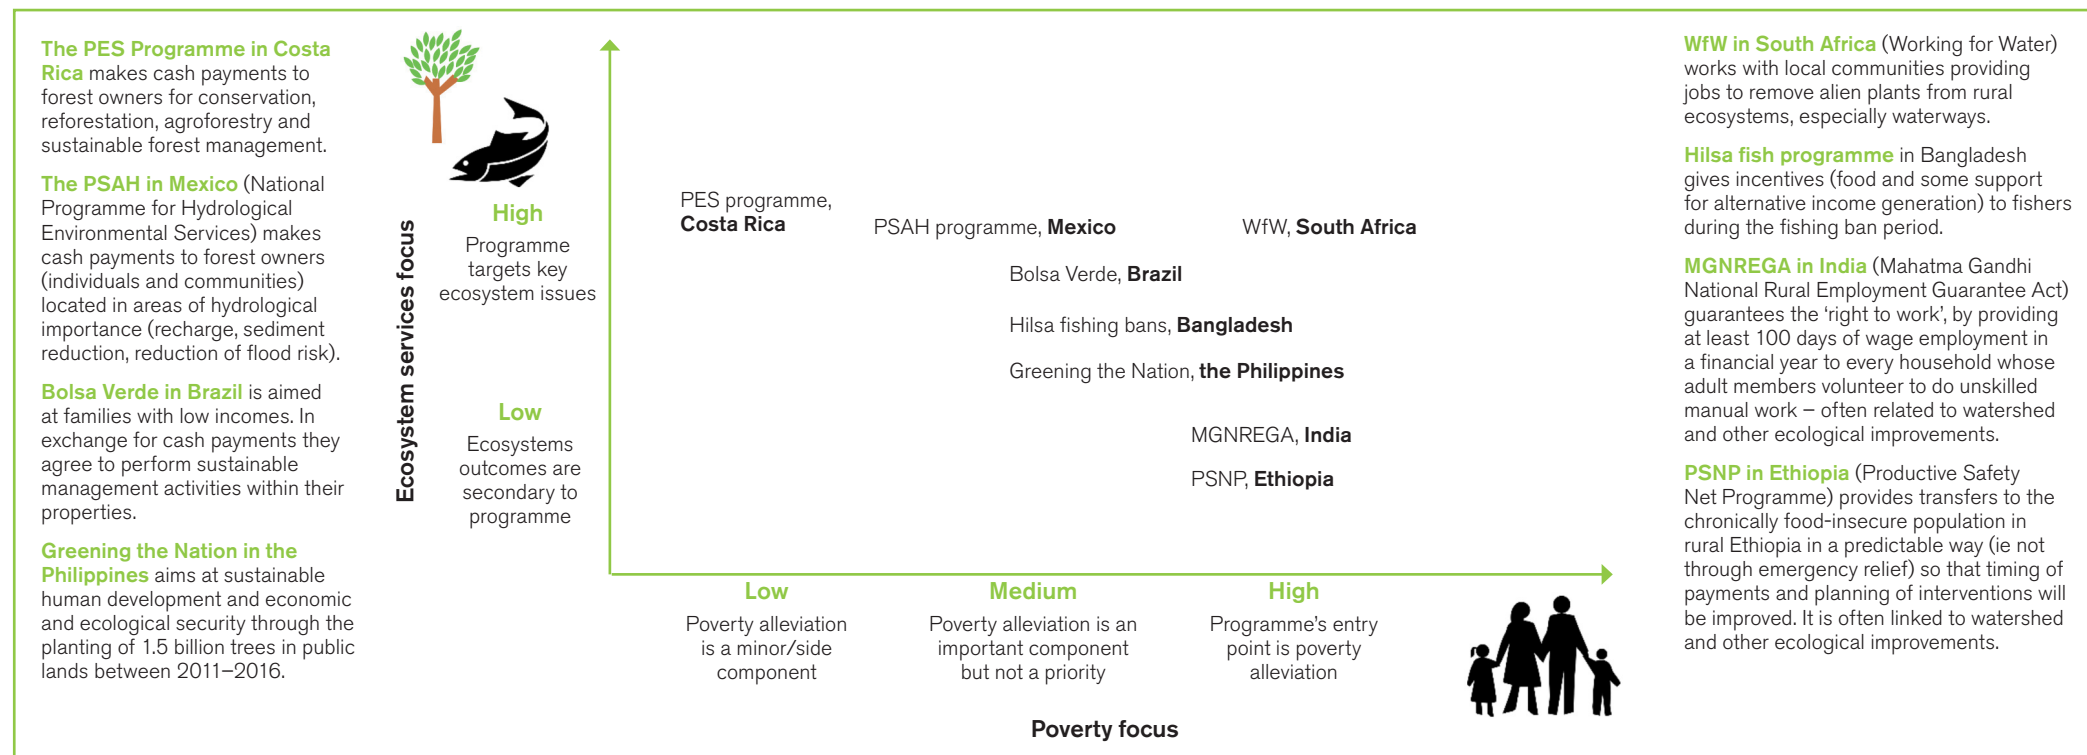 The PES Programme in Costa
Rica makes cash payments to
forest owners for conservation,
reforestation, agroforestry and
sustainable forest management.
The PSAH in Mexico (National
Programme for Hydrological
Environmental Services) makes
cash payments to forest owners
(individuals and communities)
located in areas of hydrological
importance (recharge, sediment
reduction, reduction of flood risk).
Bolsa Verde in Brazil is aimed
at families with low incomes. In
exchange for cash payments they
agree to perform sustainable
management activities within their
properties.
Greening the Nation in the
Philippines aims at sustainable
human development and economic
and ecological security through the
planting of 1.5 billion trees in public
lands between 2011–2016.
Ecosystem services focus
High
Programme
targets key
ecosystem issues
Low
Ecosystems
outcomes are
secondary to
programme
PES programme,
Costa Rica
PSAH programme, Mexico
WfW, South Africa
Bolsa Verde, Brazil
Hilsa fishing bans, Bangladesh
Greening the Nation, the Philippines
MGNREGA, India
PSNP, Ethiopia
Low
Poverty alleviation
is a minor/side
component
Medium
Poverty alleviation is an
important component
but not a priority
High
Programme's entry
point is poverty
alleviation
Poverty focus
WfW in South Africa (Working for Water)
works with local communities providing
jobs to remove alien plants from rural
ecosystems, especially waterways.
Hilsa fish programme in Bangladesh
gives incentives (food and some support
for alternative income generation) to fishers
during the fishing ban period.
MGNREGA in India (Mahatma Gandhi
National Rural Employment Guarantee Act)
guarantees the 'right to work', by providing
at least 100 days of wage employment in
a financial year to every household whose
adult members volunteer to do unskilled
manual work – often related to watershed
and other ecological improvements.
PSNP in Ethiopia (Productive Safety
Net Programme) provides transfers to the
chronically food-insecure population in
rural Ethiopia in a predictable way (ie not
through emergency relief) so that timing of
payments and planning of interventions will
be improved. It is often linked to watershed
and other ecological improvements.